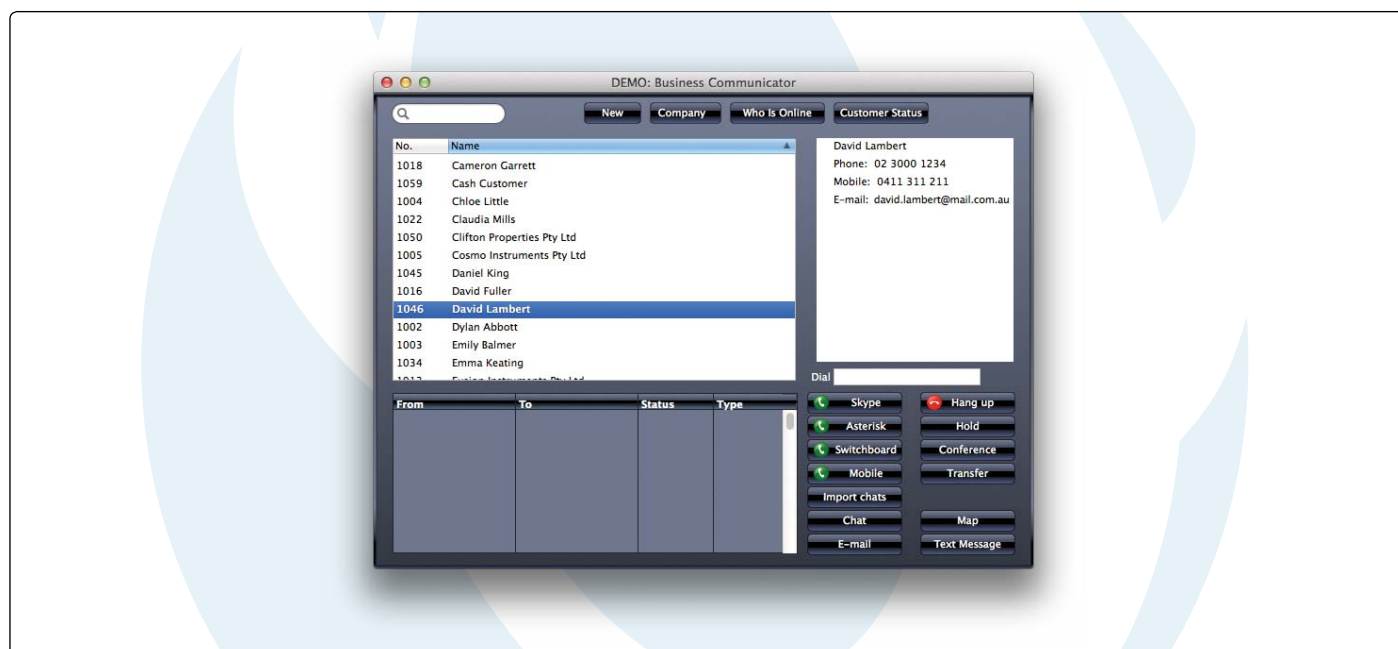 DEMO: Business Communicator
New Company Who Is Online Customer Status
No. Name
1018 Cameron Garrett
1059 Cash Customer
1004 Chloe Little
1022 Claudia Mills
1050 Clifton Properties Pty Ltd
1005 Cosmo Instruments Pty Ltd
1045 Daniel King
1016 David Fuller
1046 David Lambert
1002 Dylan Abbott
1003 Emily Balmer
1034 Emma Keating
David Lambert
Phone: 02 3000 1234
Mobile: 0411 311 211
E-mail: david.lambert@mail.com.au
Dial
From To Status Type
Skype Hang up
Asterisk Hold
Switchboard Conference
Mobile Transfer
Import chats
Chat Map
E-mail Text Message